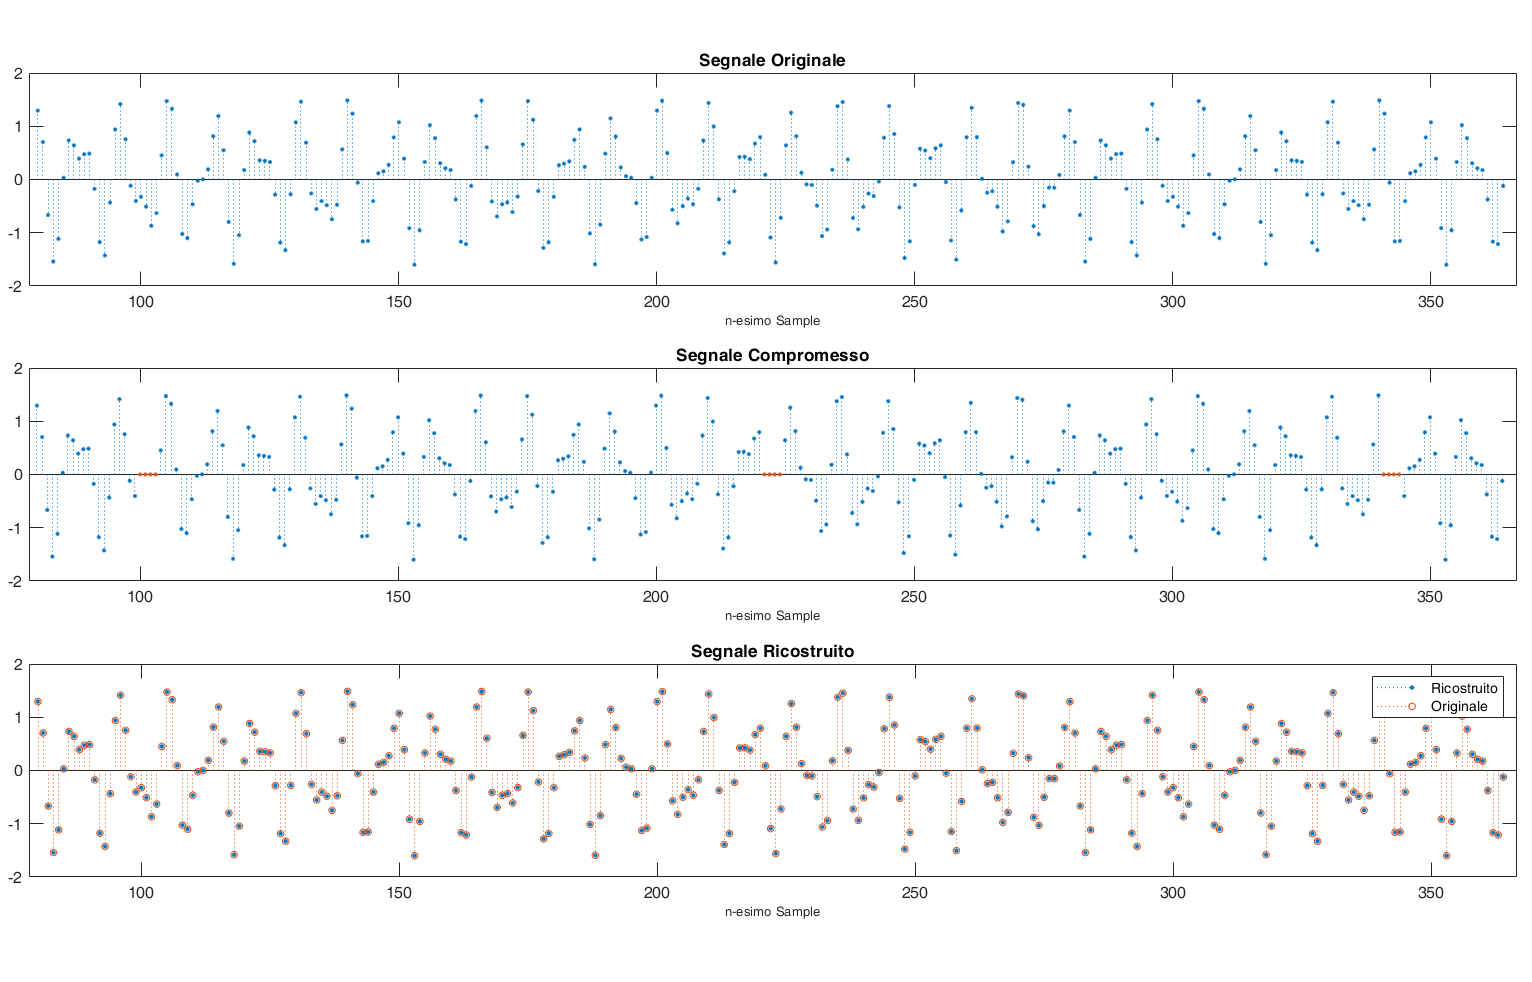 Segnale Originale
2
1
0
-1
-2
100 150 200 250 300 350
n-esimo Sample
Segnale Compromesso
2
1
0
-1
-2
100 150 200 250 300 350
n-esimo Sample
Segnale Ricostruito
2
1
0
-1
-2
Ricostruito
Originale
100 150 200 250 300 350
n-esimo Sample